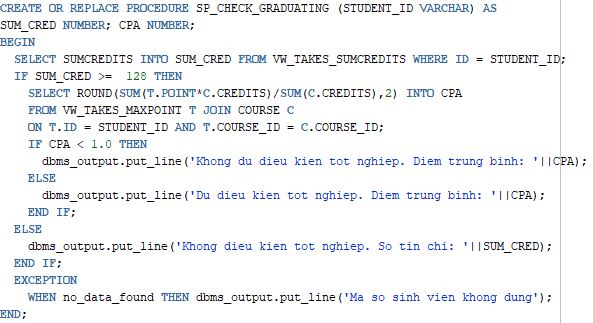 CREATE OR REPLACE PROCEDURE SP_CHECK_GRADUATING (STUDENT_ID VARCHAR) AS
SUM_CRED NUMBER; CPA NUMBER;
BEGIN
  SELECT SUMCREDITS INTO SUM_CRED FROM VW_TAKES_SUMCREDITS WHERE ID = STUDENT_ID;
  IF SUM_CRED >=  128 THEN
    SELECT ROUND(SUM(T.POINT*C.CREDITS)/SUM(C.CREDITS),2) INTO CPA
    FROM VW_TAKES_MAXPOINT T JOIN COURSE C
    ON T.ID = STUDENT_ID AND T.COURSE_ID = C.COURSE_ID;
    IF CPA < 1.0 THEN
      dbms_output.put_line('Khong du dieu kien tot nghiep. Diem trung binh: '||CPA);
    ELSE
      dbms_output.put_line('Du dieu kien tot nghiep. Diem trung binh: '||CPA);
    END IF;
  ELSE
    dbms_output.put_line('Khong dieu kien tot nghiep. So tin chi: '||SUM_CRED);
  END IF;
  EXCEPTION
    WHEN no_data_found THEN dbms_output.put_line('Ma so sinh vien khong dung');
END;